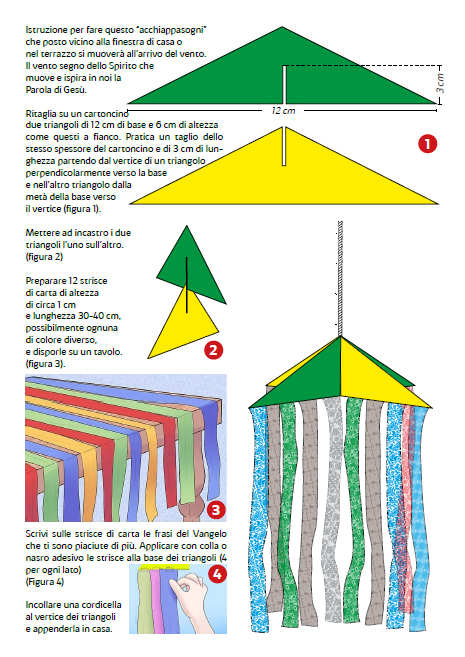 Istruzione per fare questo “acchiappasogni”
che posto vicino alla finestra di casa o
nel terrazzo si muoverà all’arrivo del vento.
Il vento segno dello Spirito che
muove e ispira in noi la
Parola di Gesù.
3 cm
12 cm
Ritaglia su un cartoncino
due triangoli di 12 cm di base e 6 cm di altezza
come questi a fianco. Pratica un taglio dello
stesso spessore del cartoncino e di 3 cm di lun-
ghezza partendo dal vertice di un triangolo
perpendicolarmente verso la base
e nell’altro triangolo dalla
metà della base verso
il vertice (figura 1).
1
Mettere ad incastro i due
triangoli l’uno sull’altro.
(figura 2)
Preparare 12 strisce
di carta di altezza
di circa 1 cm
e lunghezza 30-40 cm,
possibilmente ognuna
di colore diverso,
e disporle su un tavolo.
(figura 3).
2
3
Scrivi sulle strisce di carta le frasi del Vangelo
che ti sono piaciute di più. Applicare con colla o
nastro adesivo le strisce alla base dei triangoli (4
per ogni lato)
(Figura 4)
4
Incollare una cordicella
al vertice dei triangoli
e appenderla in casa.